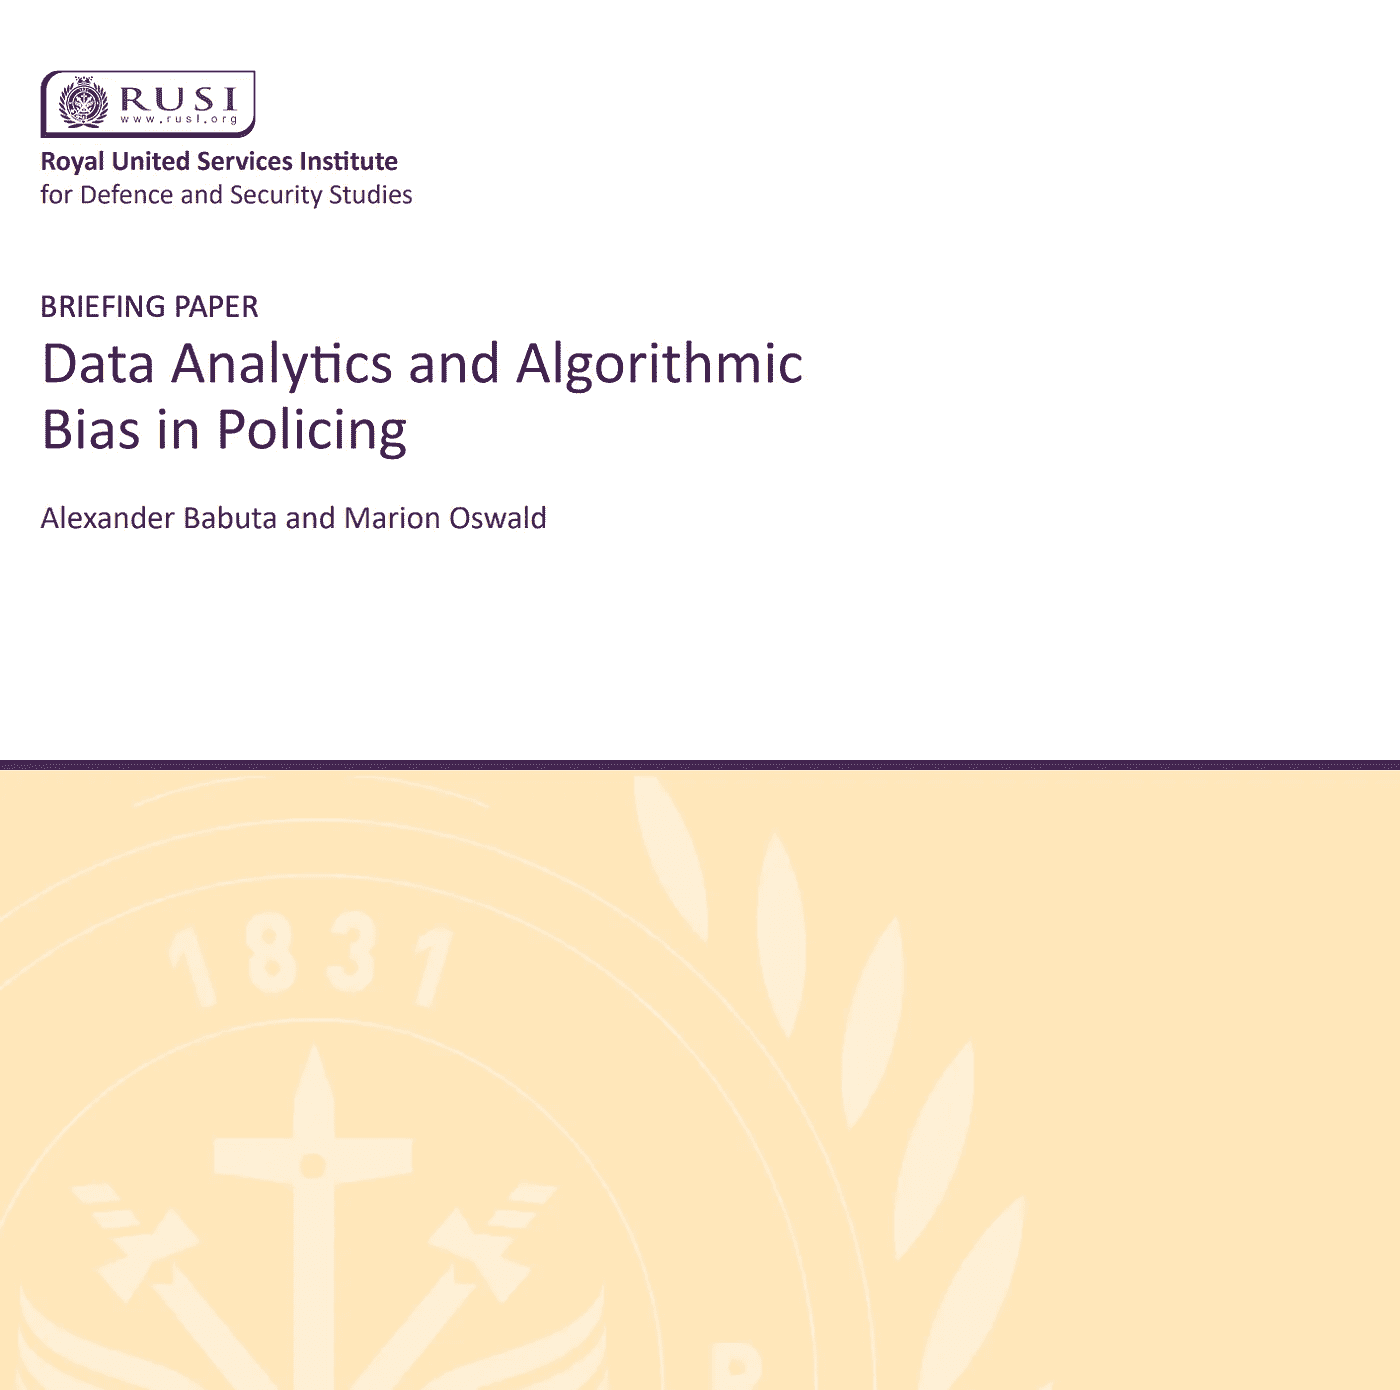 RUSI
www.rusi.org
Royal United Services Institute
for Defence and Security Studies
BRIEFING PAPER
Data Analytics and Algorithmic
Bias in Policing
Alexander Babuta and Marion Oswald
1831
R